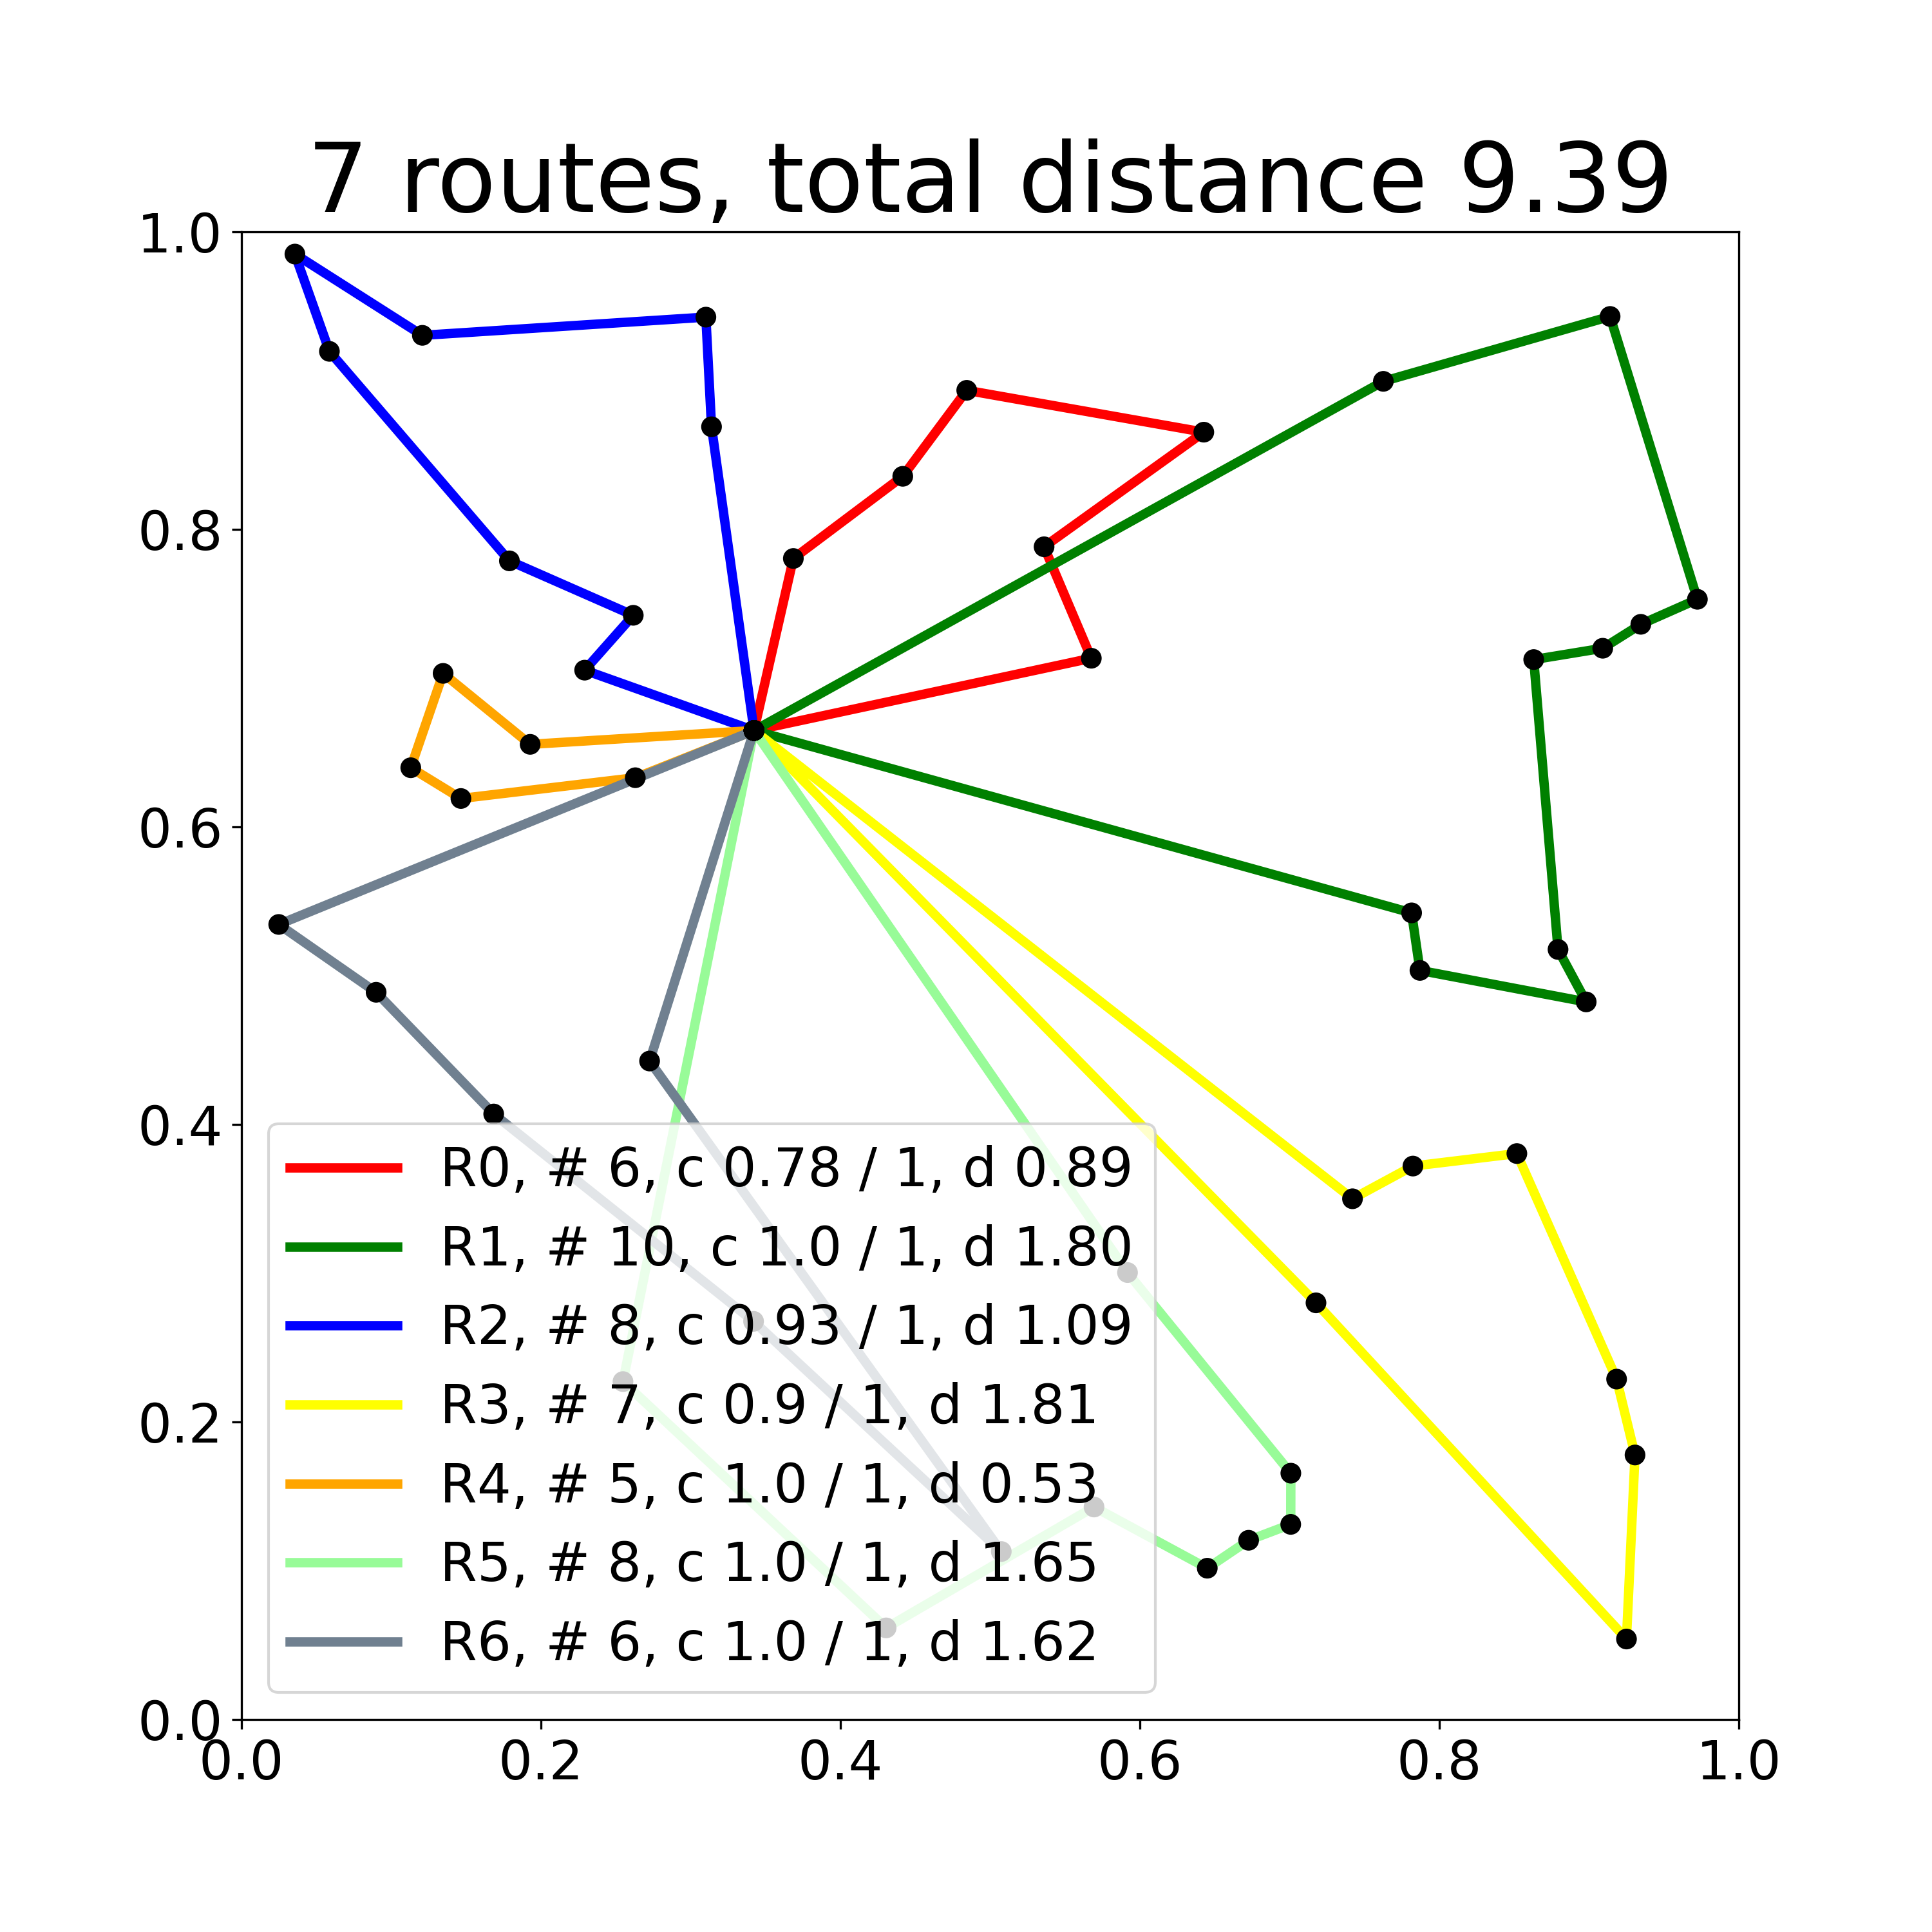 7 routes, total distance 9.39
1.0
0.8
0.6
0.4
0.2
0.0
R0, # 6, c 0.78 / 1, d 0.89
R1, # 10, c 1.0 / 1, d 1.80
R2, # 8, c 0.93 / 1, d 1.09
R3, # 7, c 0.9 / 1, d 1.81
R4, # 5, c 1.0 / 1, d 0.53
R5, # 8, c 1.0 / 1, d 1.65
R6, # 6, c 1.0 / 1, d 1.62
0.0 0.2 0.4 0.6 0.8 1.0